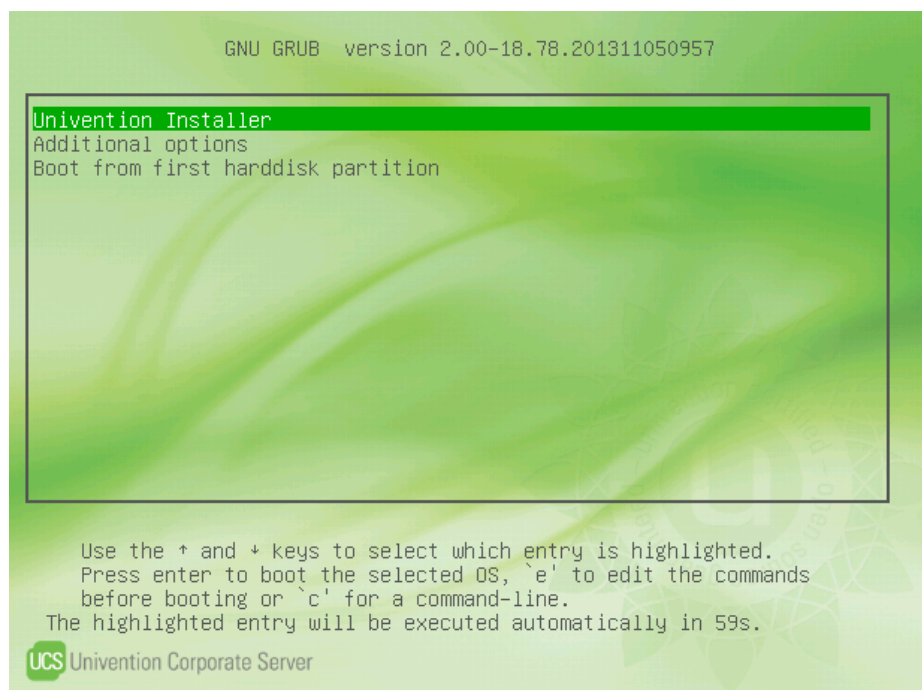 GNU GRUB version 2.00-18.78.201311050957
Univention Installer
Additional options
Boot from first harddisk partition
Use the ↑ and ↓ keys to select which entry is highlighted.
Press enter to boot the selected OS, `e' to edit the commands
before booting or `c' for a command-line.
The highlighted entry will be executed automatically in 59s.
UCS Univention Corporate Server